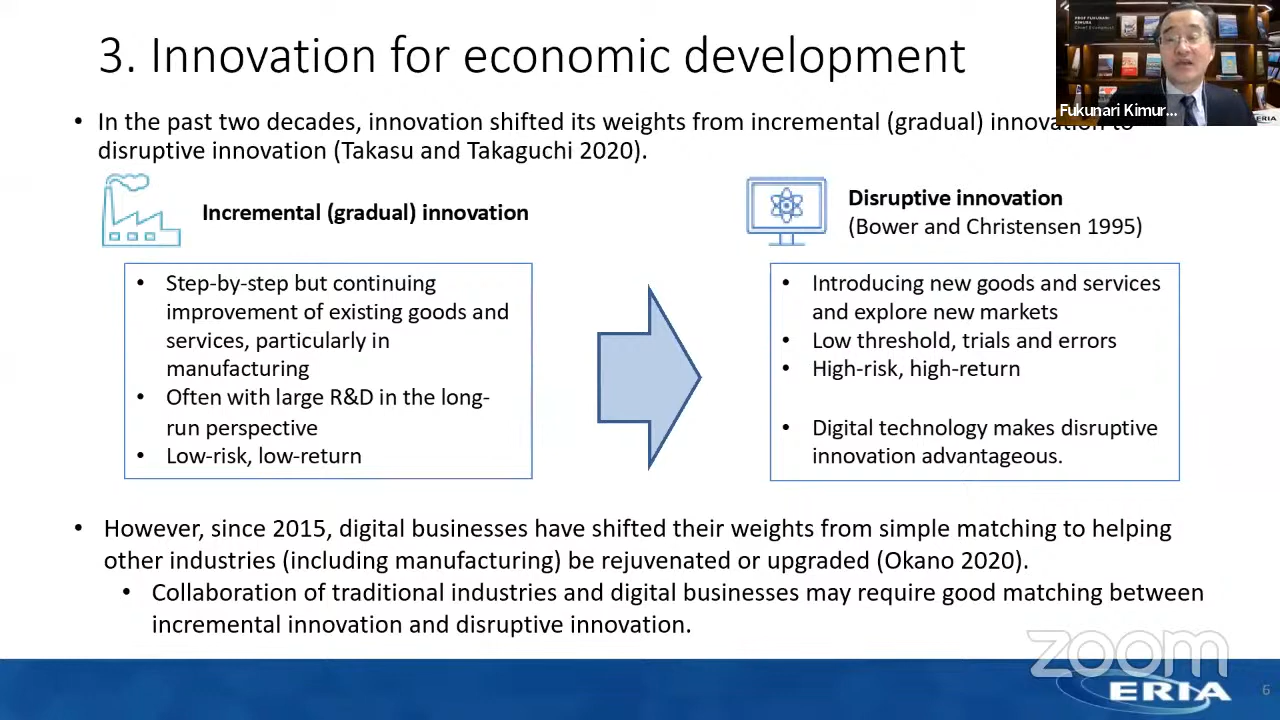 3. Innovation for economic development
PROF FUKUNARI
KIMURA
Chief Economist
Fukunari Kimur...
ERIA
• In the past two decades, innovation shifted its weights from incremental (gradual) innovation to
disruptive innovation (Takasu and Takaguchi 2020).
Incremental (gradual) innovation
• Step-by-step but continuing
improvement of existing goods and
services, particularly in
manufacturing
• Often with large R&D in the long-
run perspective
• Low-risk, low-return
Disruptive innovation
(Bower and Christensen 1995)
• Introducing new goods and services
and explore new markets
• Low threshold, trials and errors
• High-risk, high-return
• Digital technology makes disruptive
innovation advantageous.
• However, since 2015, digital businesses have shifted their weights from simple matching to helping
other industries (including manufacturing) be rejuvenated or upgraded (Okano 2020).
• Collaboration of traditional industries and digital businesses may require good matching between
incremental innovation and disruptive innovation.
zoom
ERIA
6